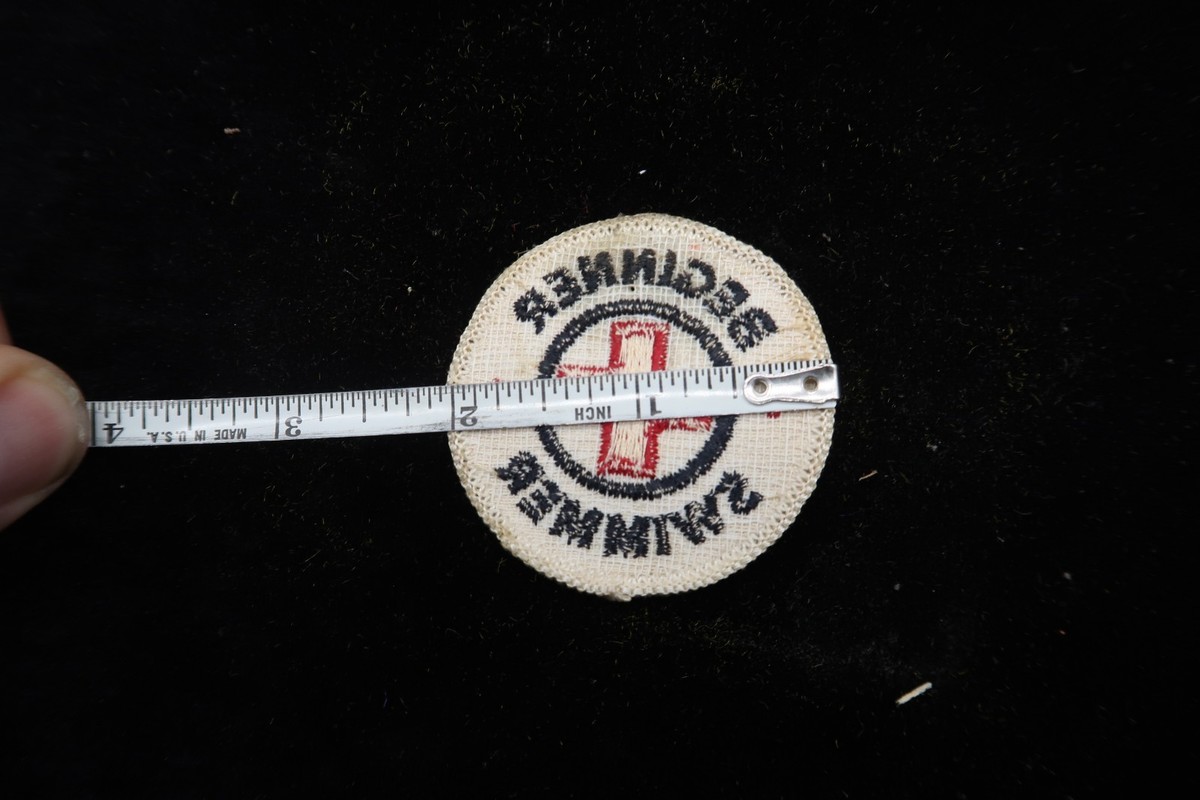 BEGINNER
4 MADE IN U.S.A. 3 2 INCH 1
SWIMMER